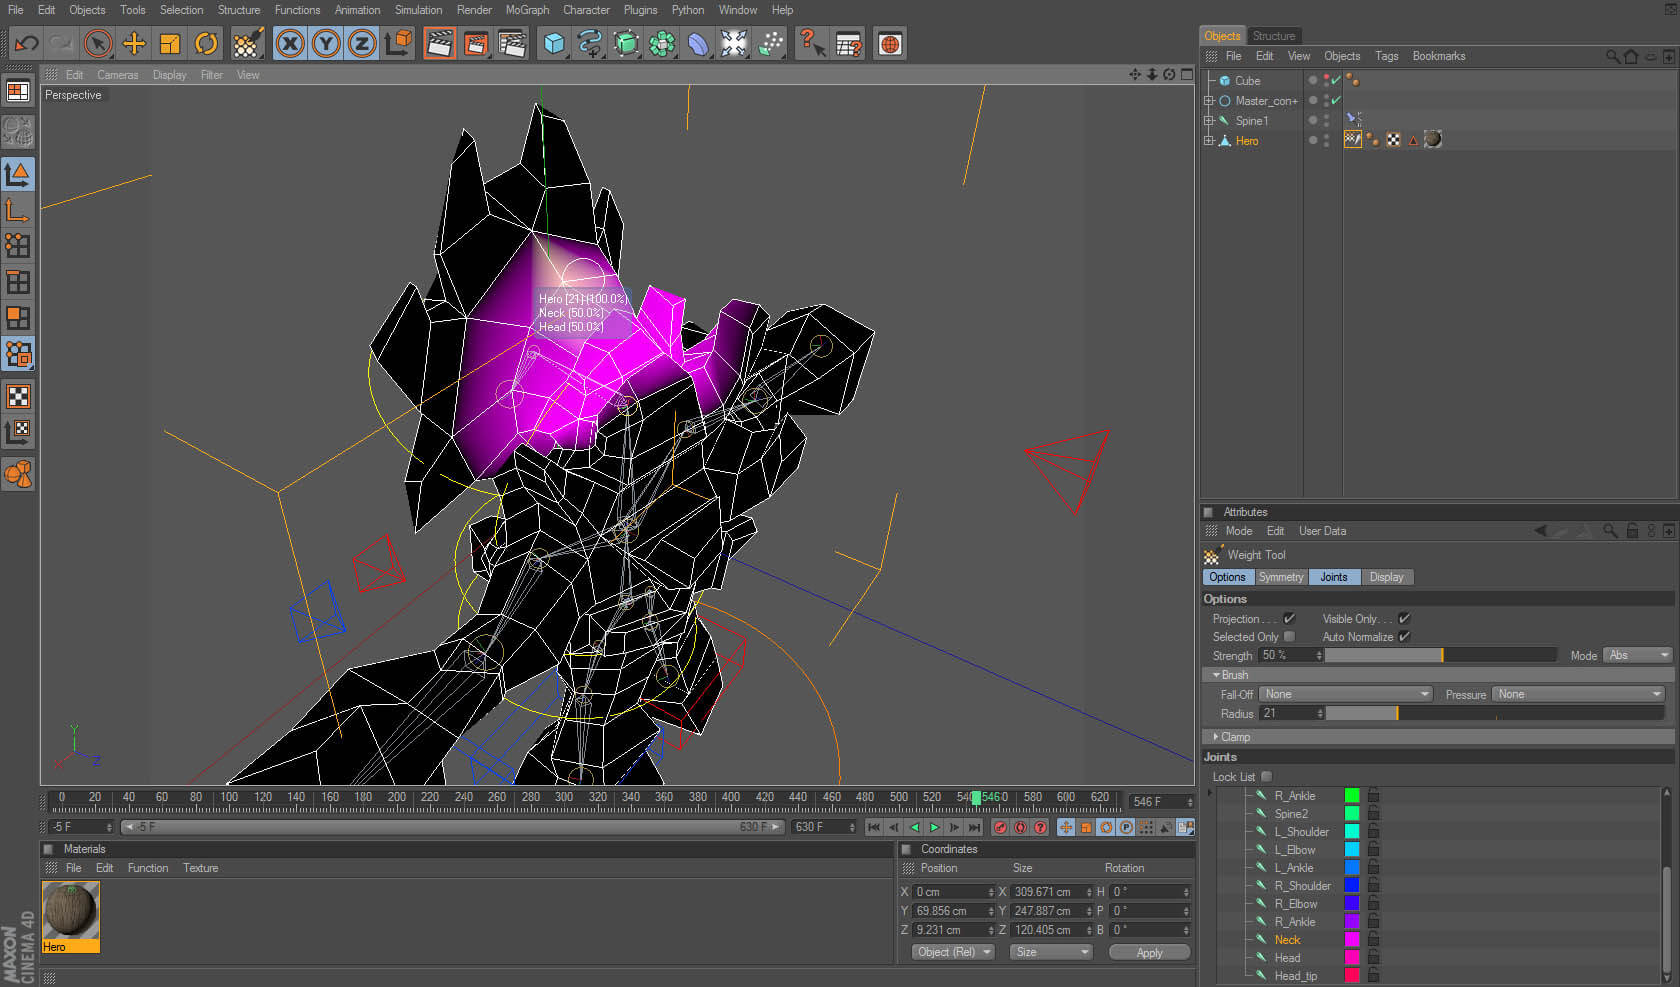 File Edit Objects Tools Selection Structure Functions Animation Simulation Render MoGraph Character Plugins Python Window Help
Objects Structure
File Edit View Objects Tags Bookmarks
Edit Cameras Display Filter View
Perspective
Cube
Master_con+
Spine1
Hero
Hero [21] (100.0%)
Neck (50.0%)
Head (50.0%)
Attributes
Mode Edit User Data
Weight Tool
Options Symmetry Joints Display
Options
Projection . . . Visible Only. . .
Selected Only Auto Normalize
Strength 50 % Mode Abs
Brush
Fall-Off None Pressure None
Radius 21
Clamp
Joints
Lock List
R_Ankle
Spine2
L_Shoulder
L_Elbow
L_Ankle
R_Shoulder
R_Elbow
R_Ankle
Neck
Head
Head_tip
Y
X Z
0 20 40 60 80 100 120 140 160 180 200 220 240 260 280 300 320 340 360 380 400 420 440 460 480 500 520 546 580 600 620 546 F
-5 F -5 F 630 F 630 F
Materials
File Edit Function Texture
Hero
Coordinates
Position Size Rotation
X 0 cm X 309.671 cm H 0 °
Y 69.856 cm Y 247.887 cm P 0 °
Z 9.231 cm Z 120.405 cm B 0 °
Object (Rel) Size Apply
MAXON
CINEMA 4D